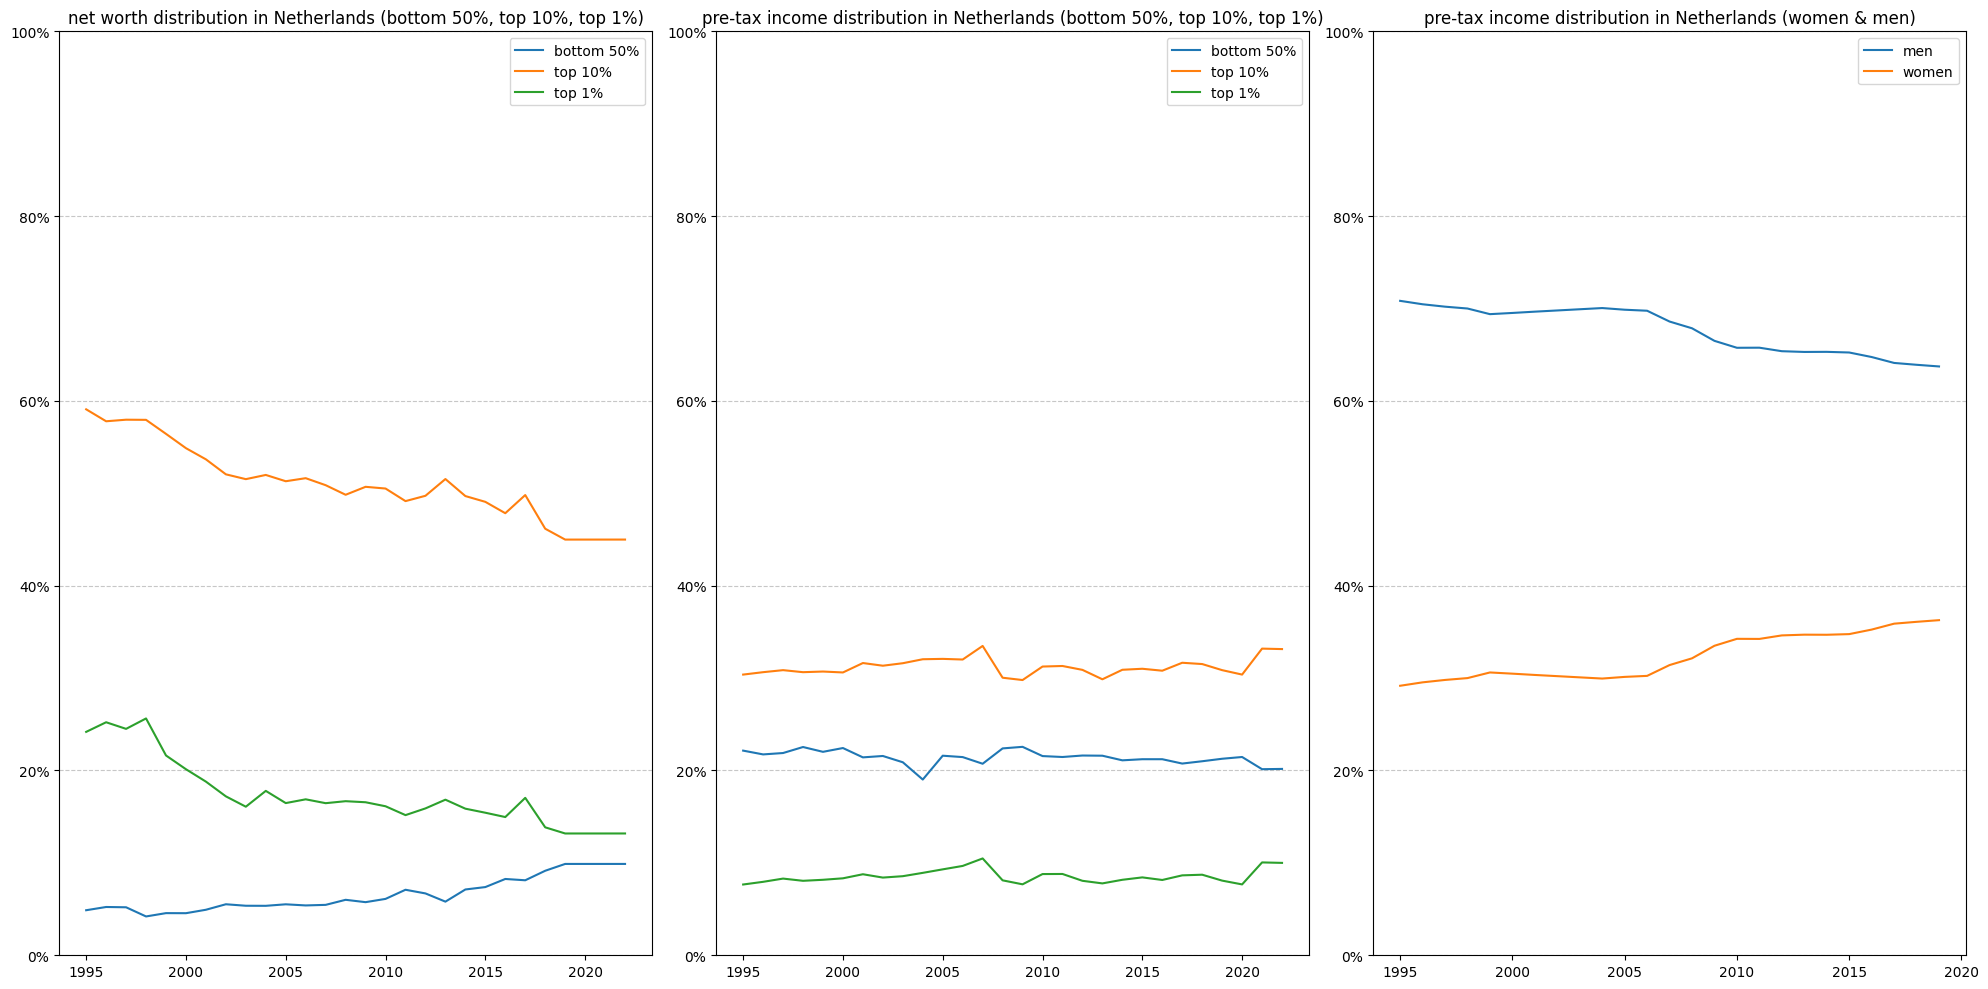 net worth distribution in Netherlands (bottom 50%, top 10%, top 1%)
100%
80%
60%
40%
20%
0%
1995 2000 2005 2010 2015 2020
bottom 50%
top 10%
top 1%
pre-tax income distribution in Netherlands (bottom 50%, top 10%, top 1%)
100%
80%
60%
40%
20%
0%
1995 2000 2005 2010 2015 2020
bottom 50%
top 10%
top 1%
pre-tax income distribution in Netherlands (women & men)
100%
80%
60%
40%
20%
0%
1995 2000 2005 2010 2015 2020
men
women